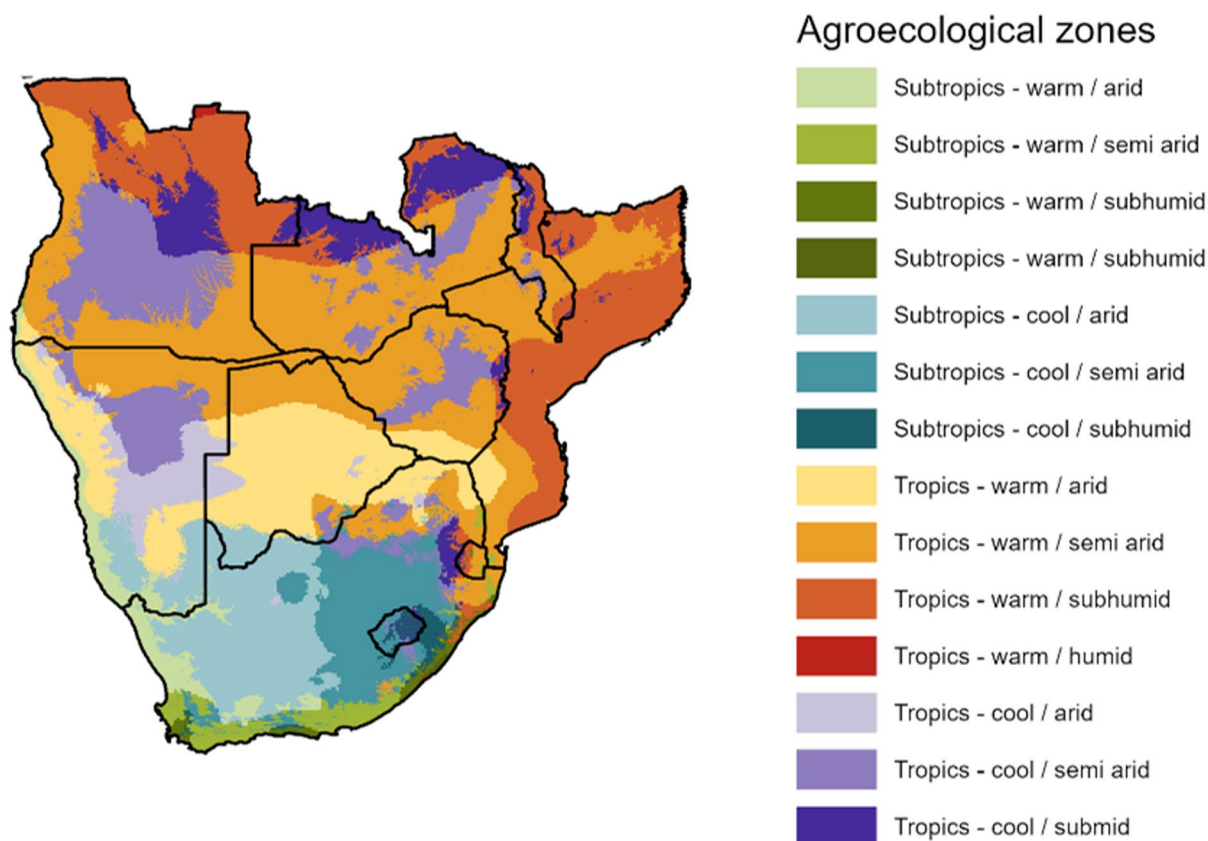 Agroecological zones
Subtropics - warm / arid
Subtropics - warm / semi arid
Subtropics - warm / subhumid
Subtropics - warm / subhumid
Subtropics - cool / arid
Subtropics - cool / semi arid
Subtropics - cool / subhumid
Tropics - warm / arid
Tropics - warm / semi arid
Tropics - warm / subhumid
Tropics - warm / humid
Tropics - cool / arid
Tropics - cool / semi arid
Tropics - cool / submid